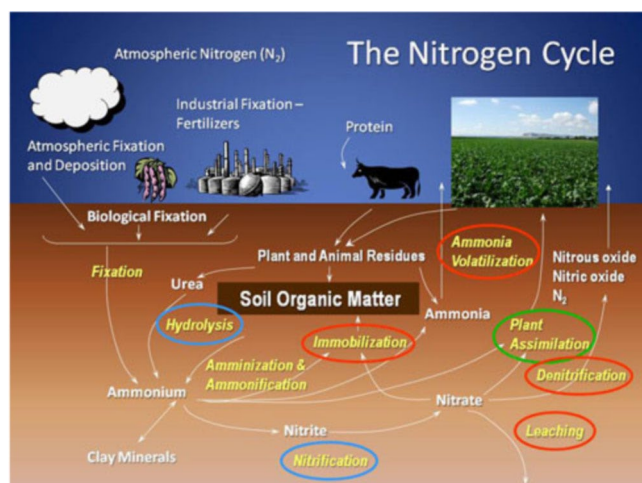 The Nitrogen Cycle
Atmospheric Nitrogen (N₂)
Industrial Fixation –
Fertilizers
Protein
Atmospheric Fixation
and Deposition
Biological Fixation
Fixation
Plant and Animal Residues
Ammonia
Volatilization
Nitrous oxide
Nitric oxide
N₂
Urea
Soil Organic Matter
Ammonia
Hydrolysis
Immobilization
Plant
Assimilation
Amminization &
Ammonification
Denitrification
Ammonium
Nitrate
Nitrite
Leaching
Clay Minerals
Nitrification